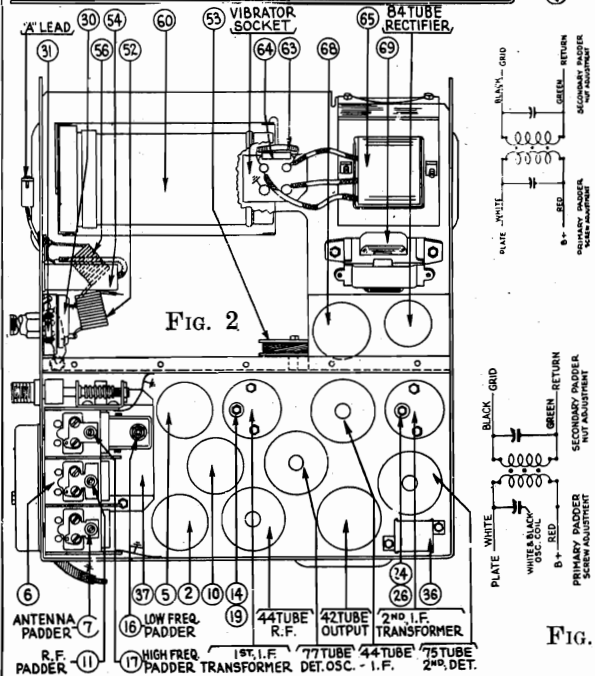 "A" LEAD
30
54
60
53
VIBRATOR
SOCKET
65
84 TUBE
RECTIFIER
31
56
52
64
63
68
69
FIG. 2
6
37
5
2
10
14
19
44 TUBE
R.F.
42 TUBE
OUTPUT
24
26
36
2ND. I.F.
TRANSFORMER
ANTENNA
PADDER
7
16
LOW FREQ.
PADDER
R.F.
PADDER
11
17
HIGH FREQ.
PADDER
1ST. I.F.
TRANSFORMER
77 TUBE
DET. OSC.
44 TUBE
- I.F.
75 TUBE
2ND. DET.
BLACK
GRID
GREEN
RETURN
SECONDARY PADDER
NUT ADJUSTMENT
PLATE
WHITE
B+
RED
PRIMARY PADDER
SCREW ADJUSTMENT
BLACK
GRID
GREEN
RETURN
SECONDARY PADDER
NUT ADJUSTMENT
PLATE
WHITE
WHITE & BLACK
OSC. COIL
B+
RED
PRIMARY PADDER
SCREW ADJUSTMENT
FIG.